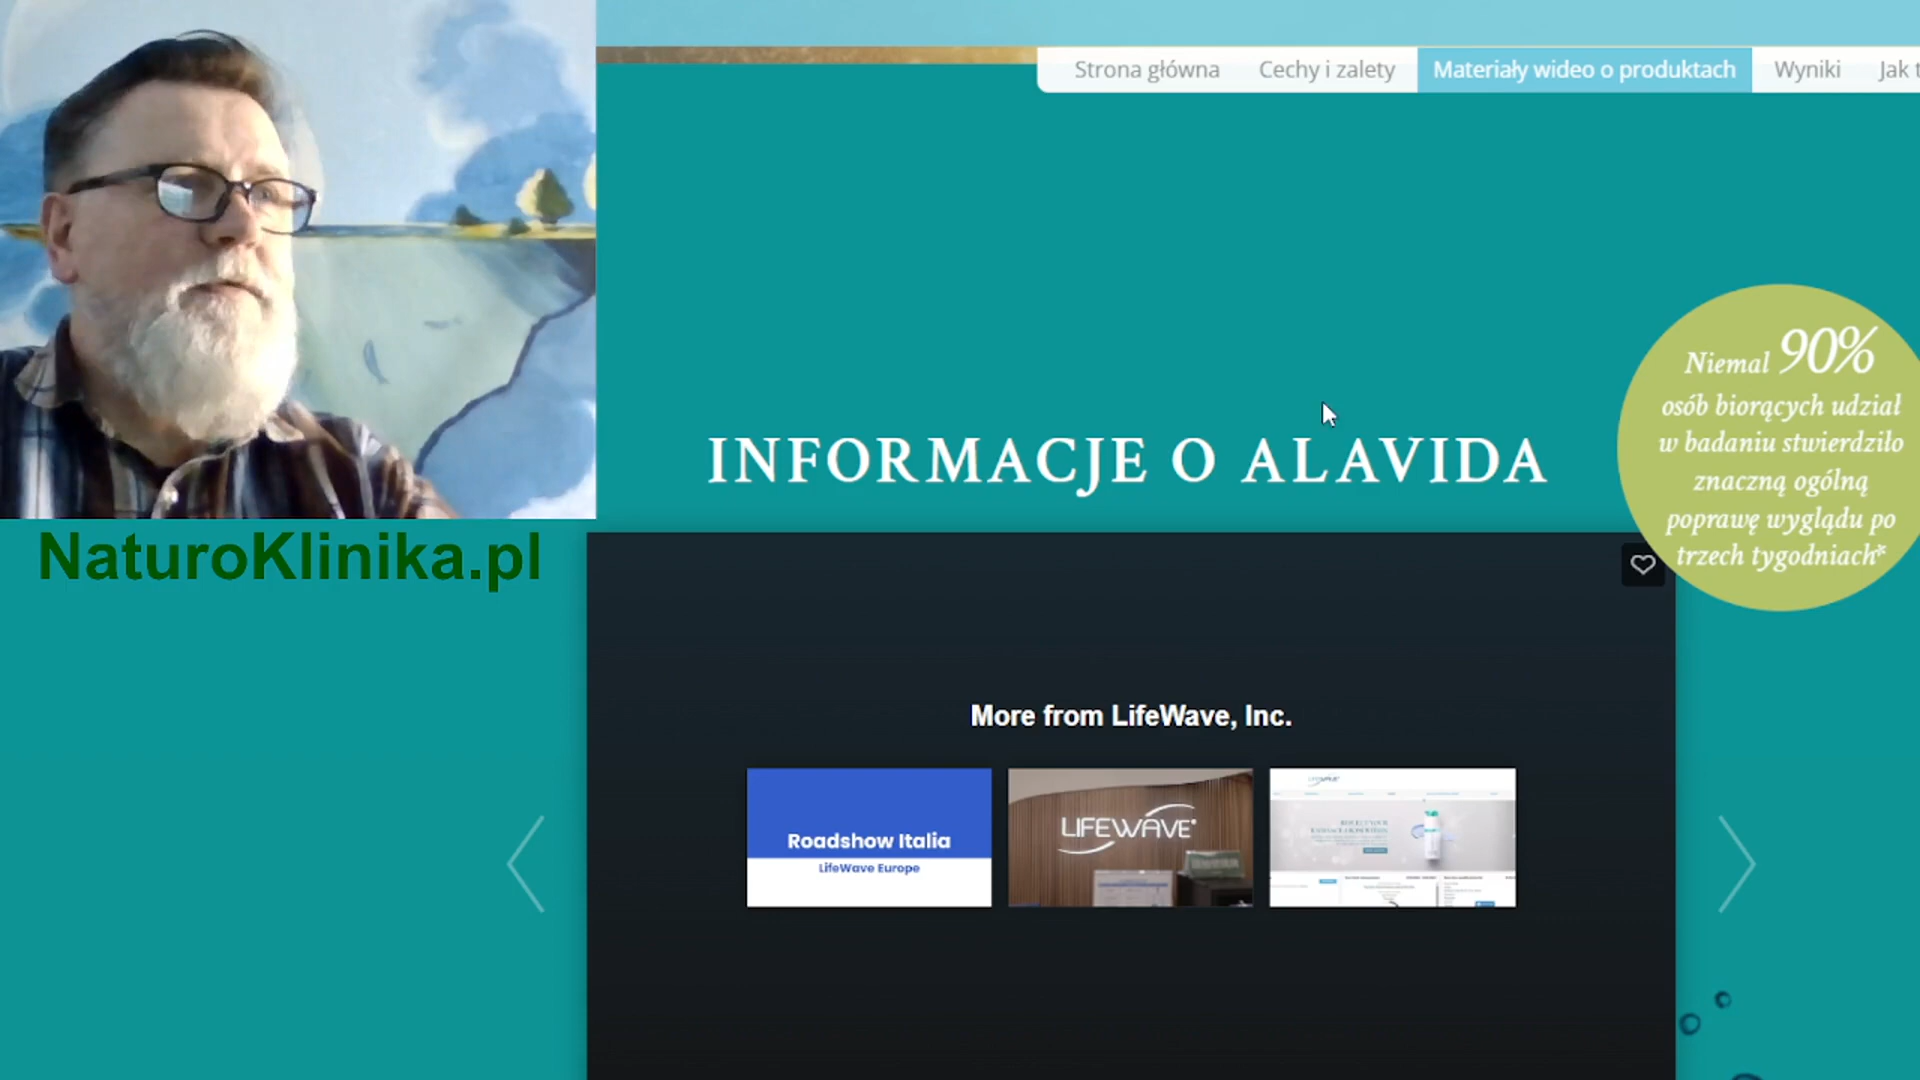 Strona główna
Cechy i zalety
Materiały wideo o produktach
Wyniki
Jak t
INFORMACJE O ALAVIDA
Niemal 90%
osób biorących udział
w badaniu stwierdziło
znaczną ogólną
poprawę wyglądu po
trzech tygodniach*
NaturoKlinika.pl
More from LifeWave, Inc.
Roadshow Italia
LifeWave Europe
LIFEWAVE®
LIFEWAVE